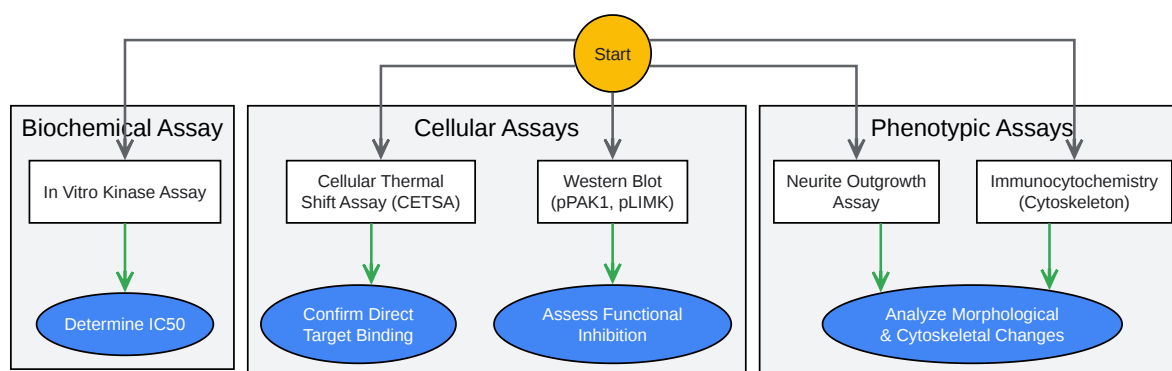 Start
Biochemical Assay
Cellular Assays
Phenotypic Assays
In Vitro Kinase Assay
Cellular Thermal
Shift Assay (CETSA)
Western Blot
(pPAK1, pLIMK)
Neurite Outgrowth
Assay
Immunocytochemistry
(Cytoskeleton)
Determine IC50
Confirm Direct
Target Binding
Assess Functional
Inhibition
Analyze Morphological
& Cytoskeletal Changes